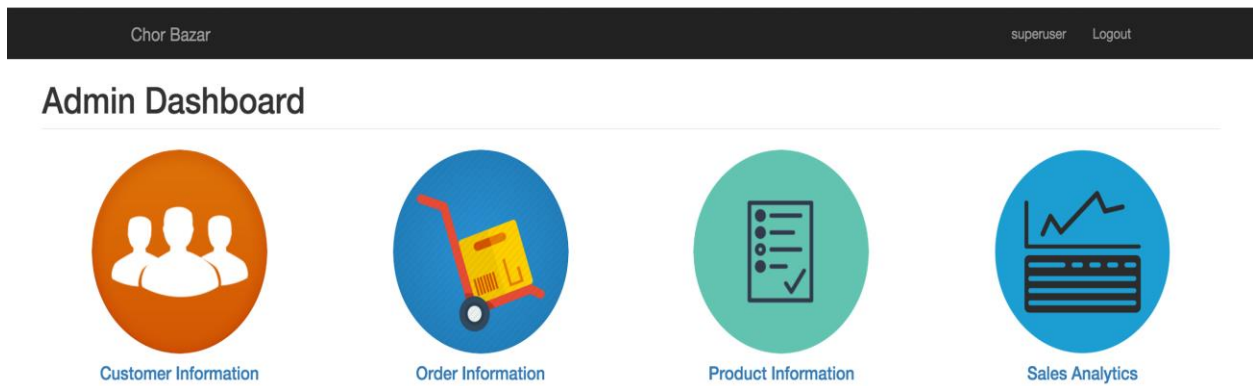 Chor Bazar superuser Logout
Admin Dashboard
Customer Information Order Information Product Information Sales Analytics